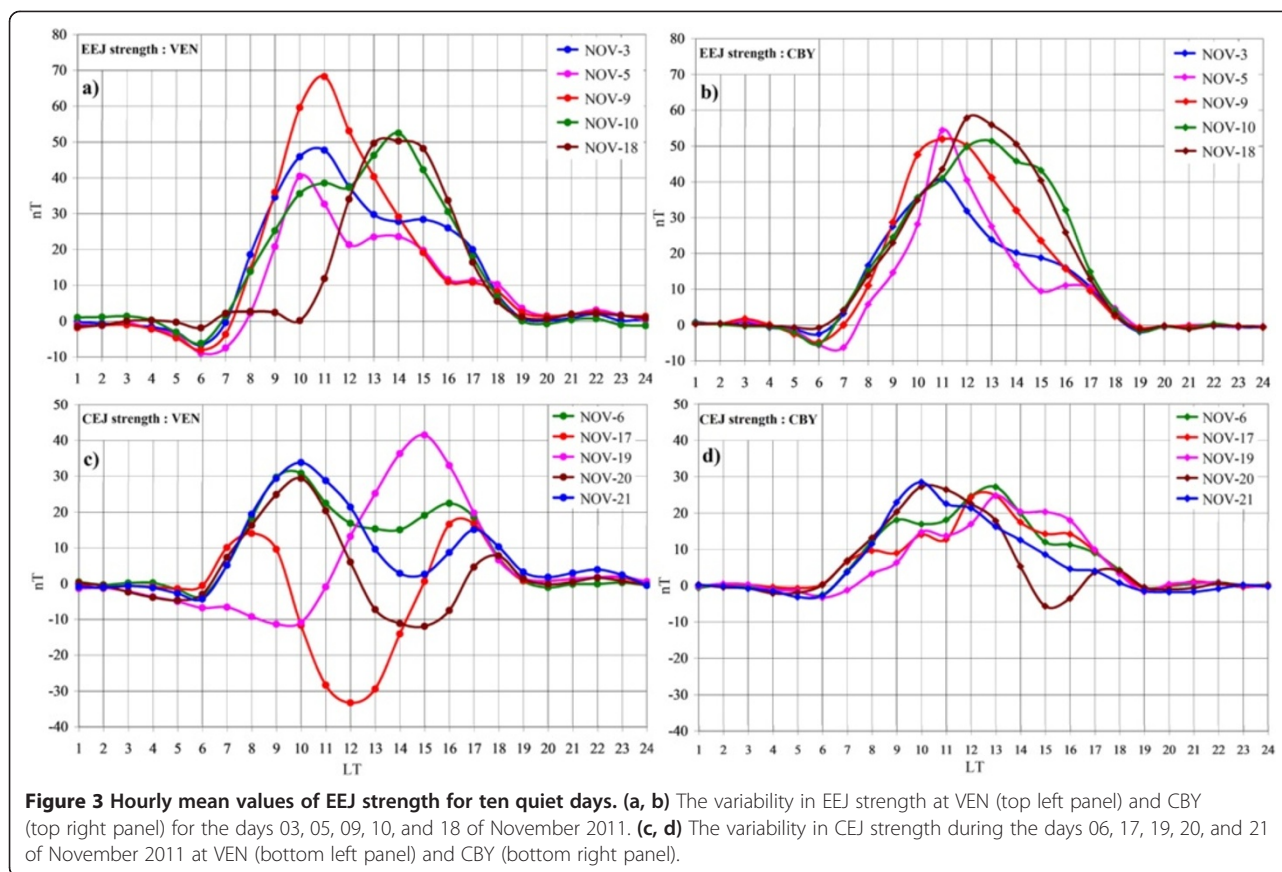 EEJ strength : VEN
a)
NOV-3
NOV-5
NOV-9
NOV-10
NOV-18
80
70
60
50
40
30
20
10
0
-10
nT
1 2 3 4 5 6 7 8 9 10 11 12 13 14 15 16 17 18 19 20 21 22 23 24
EEJ strength : CBY
b)
NOV-3
NOV-5
NOV-9
NOV-10
NOV-18
80
70
60
50
40
30
20
10
0
-10
nT
1 2 3 4 5 6 7 8 9 10 11 12 13 14 15 16 17 18 19 20 21 22 23 24
CEJ strength : VEN
c)
NOV-6
NOV-17
NOV-19
NOV-20
NOV-21
50
40
30
20
10
0
-10
-20
-30
-40
nT
1 2 3 4 5 6 7 8 9 10 11 12 13 14 15 16 17 18 19 20 21 22 23 24
LT
CEJ strength : CBY
d)
NOV-6
NOV-17
NOV-19
NOV-20
NOV-21
50
40
30
20
10
0
-10
-20
-30
-40
nT
1 2 3 4 5 6 7 8 9 10 11 12 13 14 15 16 17 18 19 20 21 22 23 24
LT
Figure 3 Hourly mean values of EEJ strength for ten quiet days. (a, b) The variability in EEJ strength at VEN (top left panel) and CBY
(top right panel) for the days 03, 05, 09, 10, and 18 of November 2011. (c, d) The variability in CEJ strength during the days 06, 17, 19, 20, and 21
of November 2011 at VEN (bottom left panel) and CBY (bottom right panel).